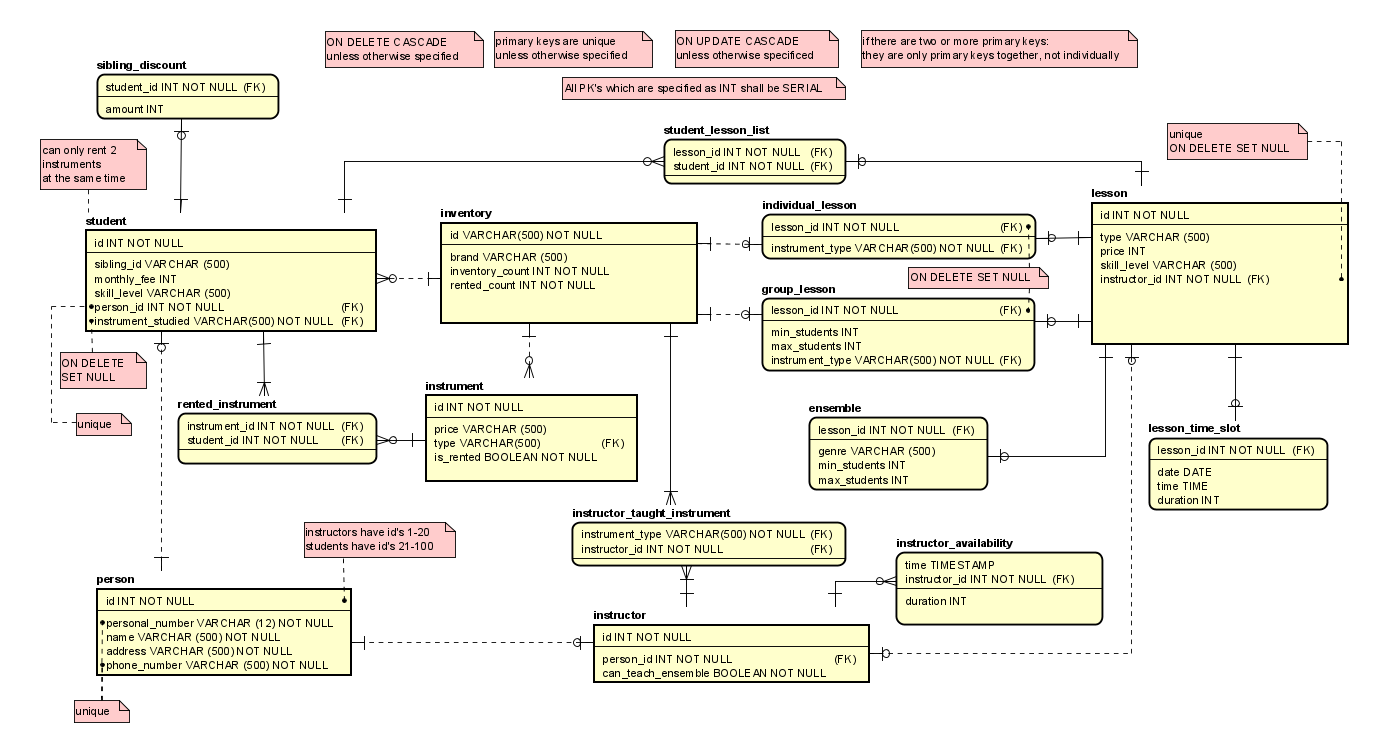 ON DELETE CASCADE
unless otherwise specified
primary keys are unique
unless otherwise specified
ON UPDATE CASCADE
unless otherwise specificed
if there are two or more primary keys:
they are only primary keys together, not individually
All PK's which are specified as INT shall be SERIAL
sibling_discount
student_id INT NOT NULL (FK)
amount INT
can only rent 2
instruments
at the same time
student_lesson_list
lesson_id INT NOT NULL (FK)
student_id INT NOT NULL (FK)
unique
ON DELETE SET NULL
student
id INT NOT NULL
sibling_id VARCHAR (500)
monthly_fee INT
skill_level VARCHAR (500)
person_id INT NOT NULL (FK)
instrument_studied VARCHAR(500) NOT NULL (FK)
inventory
id VARCHAR(500) NOT NULL
brand VARCHAR (500)
inventory_count INT NOT NULL
rented_count INT NOT NULL
individual_lesson
lesson_id INT NOT NULL (FK)
instrument_type VARCHAR(500) NOT NULL (FK)
ON DELETE SET NULL
group_lesson
lesson_id INT NOT NULL (FK)
min_students INT
max_students INT
instrument_type VARCHAR(500) NOT NULL (FK)
lesson
id INT NOT NULL
type VARCHAR (500)
price INT
skill_level VARCHAR (500)
instructor_id INT NOT NULL (FK)
ON DELETE
SET NULL
unique
rented_instrument
instrument_id INT NOT NULL (FK)
student_id INT NOT NULL (FK)
instrument
id INT NOT NULL
price VARCHAR (500)
type VARCHAR(500) (FK)
is_rented BOOLEAN NOT NULL
ensemble
lesson_id INT NOT NULL (FK)
genre VARCHAR (500)
min_students INT
max_students INT
lesson_time_slot
lesson_id INT NOT NULL (FK)
date DATE
time TIME
duration INT
instructors have id's 1-20
students have id's 21-100
instructor_taught_instrument
instrument_type VARCHAR(500) NOT NULL (FK)
instructor_id INT NOT NULL (FK)
instructor_availability
time TIMESTAMP
instructor_id INT NOT NULL (FK)
duration INT
person
id INT NOT NULL
personal_number VARCHAR (12) NOT NULL
name VARCHAR (500) NOT NULL
address VARCHAR (500) NOT NULL
phone_number VARCHAR (500) NOT NULL
unique
instructor
id INT NOT NULL
person_id INT NOT NULL (FK)
can_teach_ensemble BOOLEAN NOT NULL